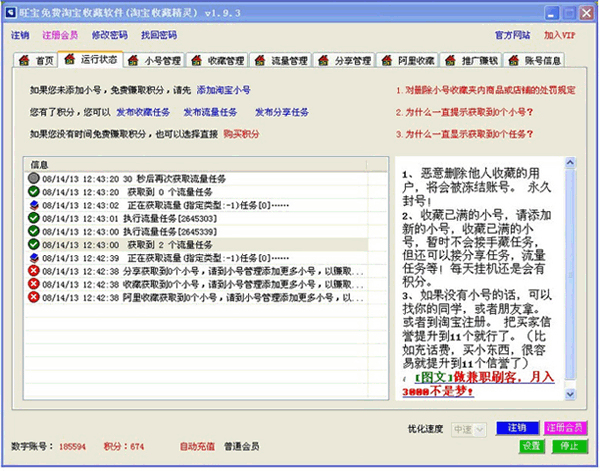 旺宝免费淘宝收藏软件(淘宝收藏精灵) v1.9.3
注销 注册会员 修改密码 找回密码 官方网站 加入VIP
首页 运行状态 小号管理 收藏管理 流量管理 分享管理 阿里收藏 推广赚钱 账号信息
如果您未添加小号，免费赚取积分，请先 添加淘宝小号
1.对删除小号收藏夹内商品或店铺的处罚规定
您有了积分，您可以 发布收藏任务 发布流量任务 发布分享任务
2.为什么一直提示获取到0个小号?
如果您没有时间免费赚取积分，也可以选择直接 购买积分
3.为什么一直显示获取到0个任务?
信息
08/14/13 12:43:20 30 秒后再次获取流量任务
08/14/13 12:43:20 获取到 0 个流量任务
08/14/13 12:43:02 正在获取流量(指定类型:-1)任务[0]……
08/14/13 12:43:01 执行流量任务[2645303]
08/14/13 12:43:00 执行流量任务[2645339]
08/14/13 12:43:00 获取到 2 个流量任务
08/14/13 12:42:39 正在获取流量(指定类型:-1)任务[0]……
08/14/13 12:42:38 分享获取到0个小号，请到小号管理添加更多小号，以赚取...
08/14/13 12:42:38 收藏获取到0个小号，请到小号管理添加更多小号，以赚取...
08/14/13 12:42:38 阿里收藏获取到0个小号，请到小号管理添加更多小号，以...
1、恶意删除他人收藏的用
户，将会被冻结账号。 永久
封号！
2、收藏已满的小号，请添加
新的小号，收藏已满的小
号，暂时不会接手藏任务，
但还可以接分享任务，流量
任务等！每天挂机还是会有
积分。
3、如果没有小号的话，可以
找你的同学，或者朋友拿。
或者到淘宝注册。 把买家信
誉提升到11个就行了。（比
如充话费，买小东西，很容
易就提升到11个信誉了）
[图文]做兼职刷客，月入
3000不是梦！
优化速度 中速 注销 注册会员
数字账号： 185594 积分：674 自动充值 普通会员 设置 停止